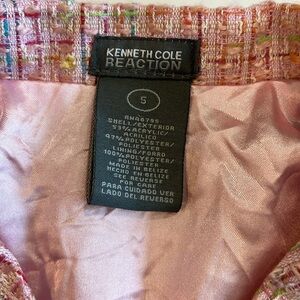 KENNETH COLE
REACTION
5
RN96795
SHELL/EXTERIOR
53% ACRYLIC/
ACRILICO
47% POLYESTER/
POLIESTER
LINING/FORRO
100% POLYESTER/
POLIESTER
MADE IN BELIZE
HECHO EN BELIZE
SEE REVERSE
FOR CARE
PARA CUIDADO VER
LADO DEL REVERSO